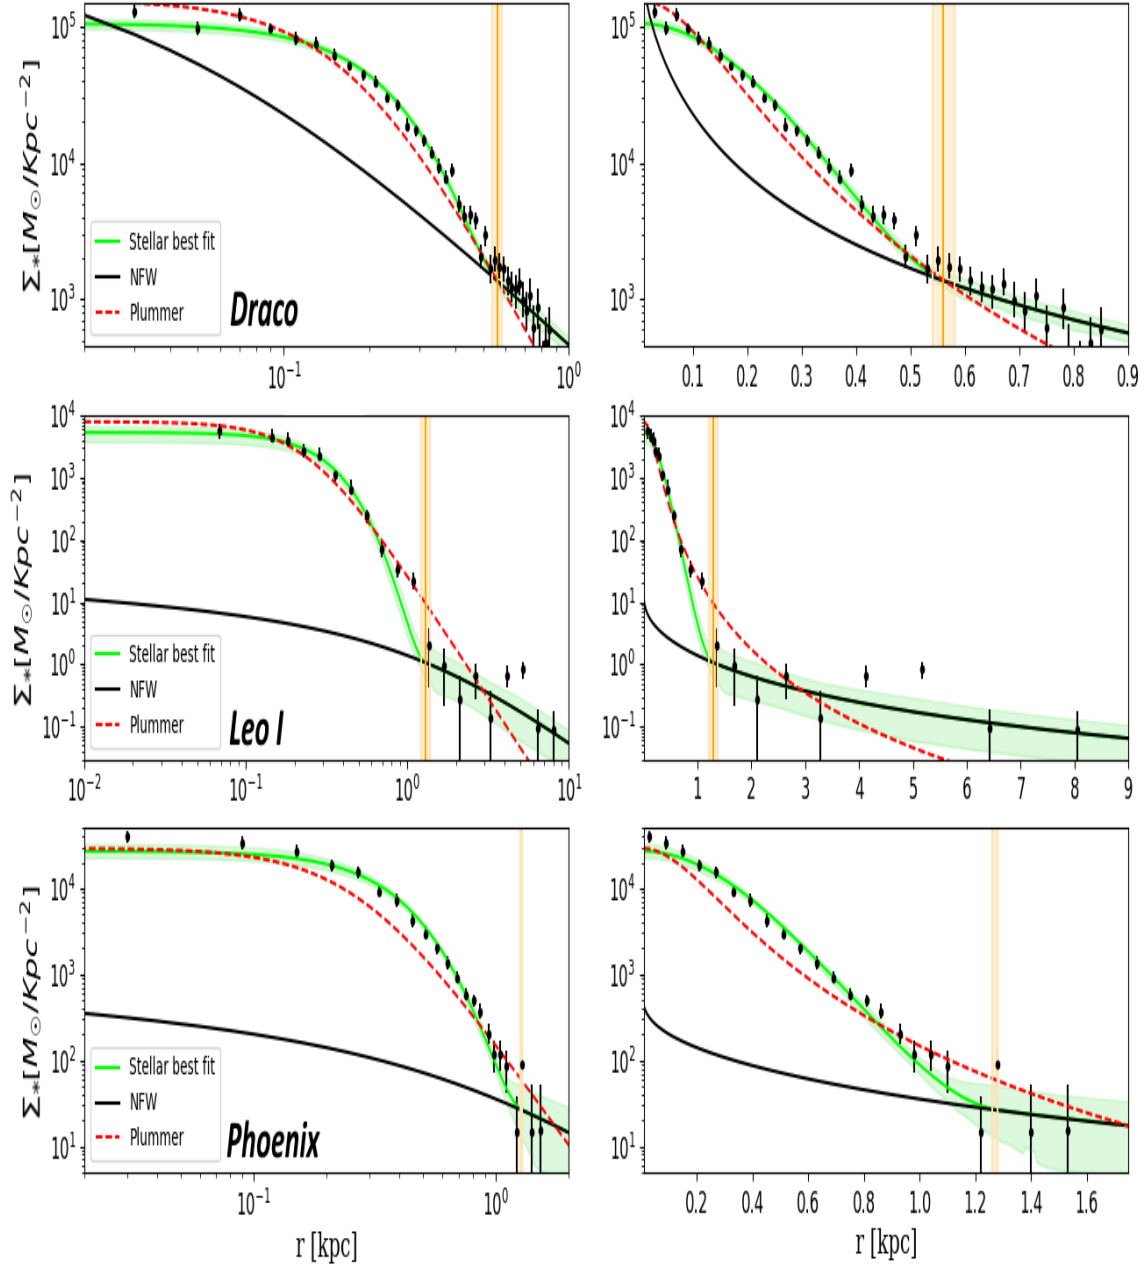 10^5
10^4
10^3
Σ_*[M_⊙/Kpc^{-2}]
Stellar best fit
NFW
Plummer
Draco
10^{-1} 10^0
10^5
10^4
10^3
0.1 0.2 0.3 0.4 0.5 0.6 0.7 0.8 0.9
10^4
10^3
10^2
10^1
10^0
10^{-1}
Σ_*[M_⊙/Kpc^{-2}]
Stellar best fit
NFW
Plummer
Leo I
10^{-2} 10^{-1} 10^0 10^1
10^4
10^3
10^2
10^1
10^0
10^{-1}
1 2 3 4 5 6 7 8 9
10^4
10^3
10^2
10^1
Σ_*[M_⊙/Kpc^{-2}]
Stellar best fit
NFW
Plummer
Phoenix
10^{-1} 10^0
r [kpc]
10^4
10^3
10^2
10^1
0.2 0.4 0.6 0.8 1.0 1.2 1.4 1.6
r [kpc]